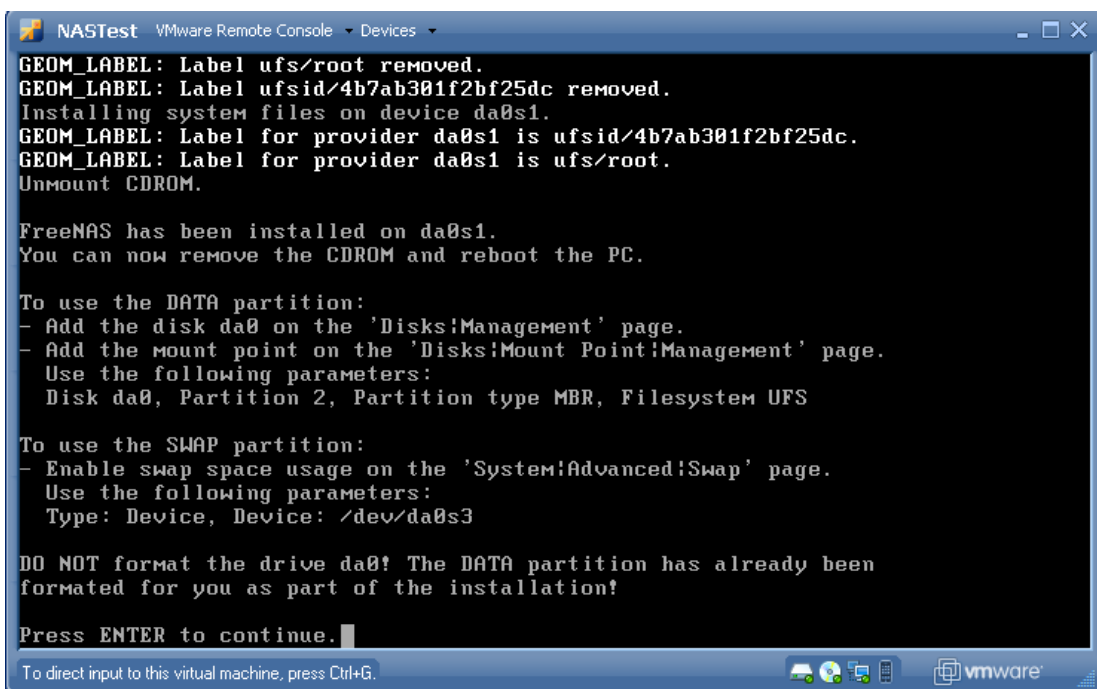 NASTest VMware Remote Console Devices
GEOM_LABEL: Label ufs/root removed.
GEOM_LABEL: Label ufsid/4b7ab301f2bf25dc removed.
Installing system files on device da0s1.
GEOM_LABEL: Label for provider da0s1 is ufsid/4b7ab301f2bf25dc.
GEOM_LABEL: Label for provider da0s1 is ufs/root.
Unmount CDROM.
FreeNAS has been installed on da0s1.
You can now remove the CDROM and reboot the PC.
To use the DATA partition:
- Add the disk da0 on the 'Disks¦Management' page.
- Add the mount point on the 'Disks¦Mount Point¦Management' page.
Use the following parameters:
Disk da0, Partition 2, Partition type MBR, Filesystem UFS
To use the SWAP partition:
- Enable swap space usage on the 'System¦Advanced¦Swap' page.
Use the following parameters:
Type: Device, Device: /dev/da0s3
DO NOT format the drive da0! The DATA partition has already been
formated for you as part of the installation!
Press ENTER to continue.
To direct input to this virtual machine, press Ctrl+G.
vmware